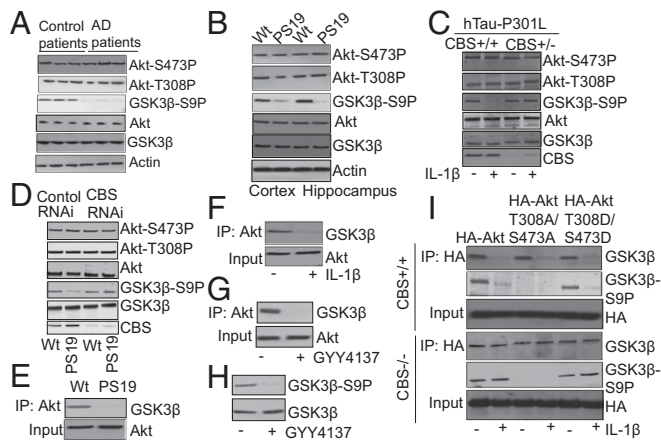 A
Control AD
patients patients
Akt-S473P
Akt-T308P
GSK3β-S9P
Akt
GSK3β
Actin
B
Wt PS19 Wt PS19
Akt-S473P
Akt-T308P
GSK3β-S9P
Akt
GSK3β
Actin
Cortex Hippocampus
C
hTau-P301L
CBS+/+ CBS+/-
Akt-S473P
Akt-T308P
GSK3β-S9P
Akt
GSK3β
CBS
IL-1β - + - +
D
Contol CBS
RNAi RNAi
Akt-S473P
Akt-T308P
Akt
GSK3β-S9P
GSK3β
CBS
Wt PS19 Wt PS19
E
Wt PS19
IP: Akt GSK3β
Input Akt
F
IP: Akt GSK3β
Input Akt
- + IL-1β
G
IP: Akt GSK3β
Input Akt
- + GYY4137
H
GSK3β-S9P
GSK3β
- + GYY4137
I
HA-Akt HA-Akt
T308A/ T308D/
HA-Akt S473A S473D
CBS+/+
IP: HA GSK3β
GSK3β-
S9P
Input HA
CBS-/-
IP: HA GSK3β
GSK3β-
S9P
Input HA
- + - + - + IL-1β